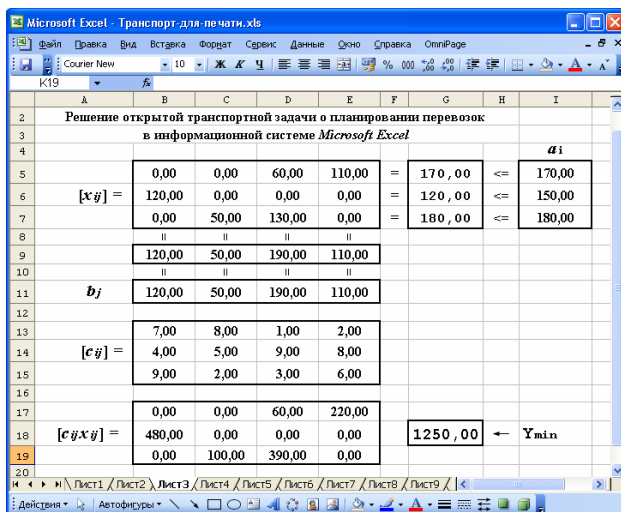 Microsoft Excel - Транспорт-для-печати.xls
Файл Правка Вид Вставка Формат Сервис Данные Окно Справка OmniPage
Courier New 10 Ж К Ч % 000
K19 fx
A B C D E F G H I
2 Решение открытой транспортной задачи о планировании перевозок
3 в информационной системе Microsoft Excel
4 ai
5 0,00 0,00 60,00 110,00 = 170,00 <= 170,00
6 [xij] = 120,00 0,00 0,00 0,00 = 120,00 <= 150,00
7 0,00 50,00 130,00 0,00 = 180,00 <= 180,00
8 = = = =
9 120,00 50,00 190,00 110,00
10 = = = =
11 bj 120,00 50,00 190,00 110,00
12
13 7,00 8,00 1,00 2,00
14 [cij] = 4,00 5,00 9,00 8,00
15 9,00 2,00 3,00 6,00
16
17 0,00 0,00 60,00 220,00
18 [cijxij] = 480,00 0,00 0,00 0,00 1250,00 ← Ymin
19 0,00 100,00 390,00 0,00
20
Лист1 Лист2 Лист3 Лист4 Лист5 Лист6 Лист7 Лист8 Лист9
Действия Автофигуры